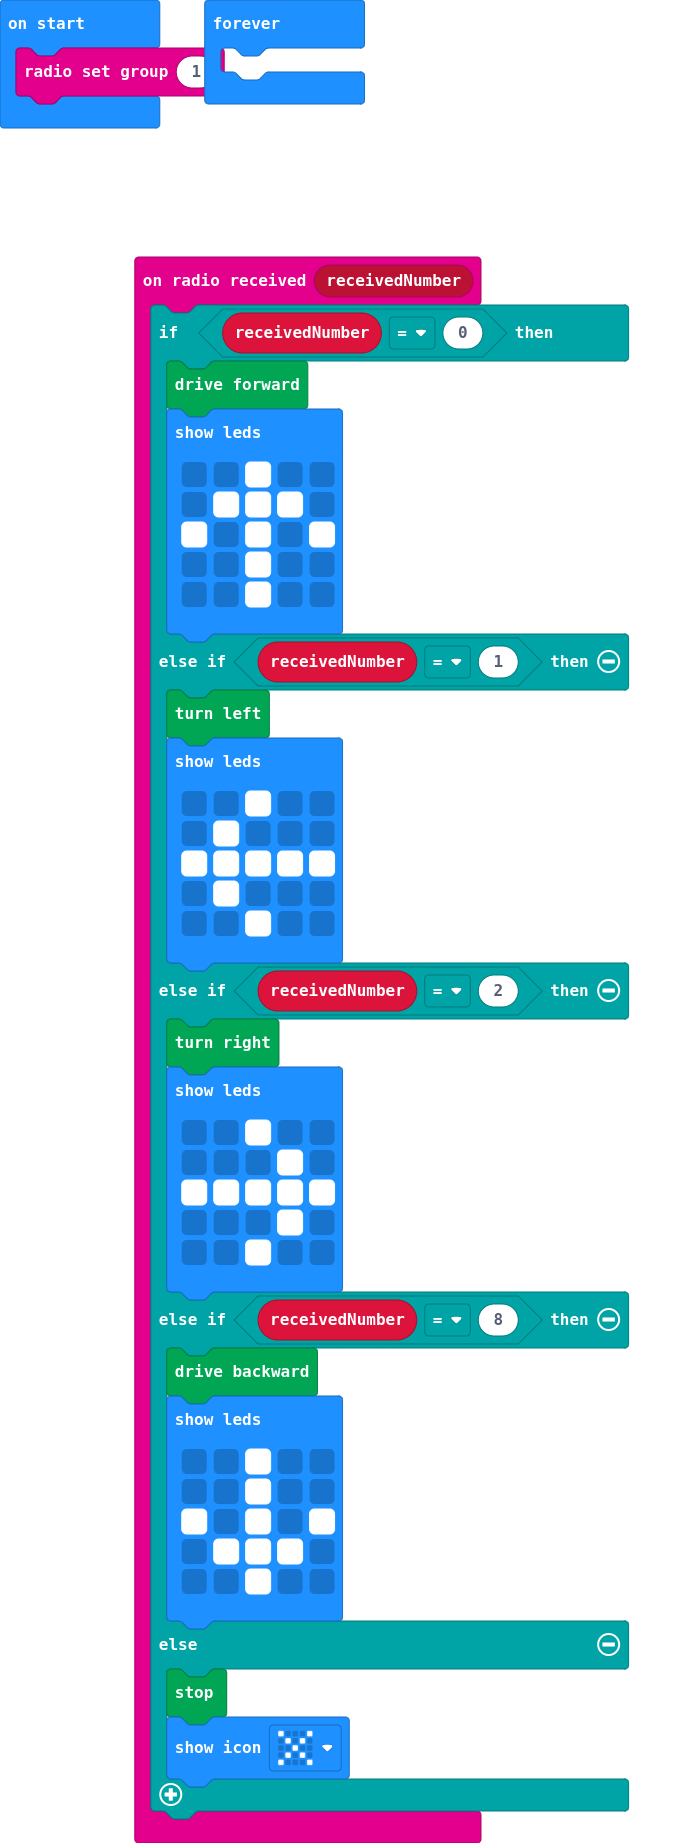 on start
forever
radio set group 1
on radio received receivedNumber
if receivedNumber = 0 then
drive forward
show leds
else if receivedNumber = 1 then
turn left
show leds
else if receivedNumber = 2 then
turn right
show leds
else if receivedNumber = 8 then
drive backward
show leds
else
stop
show icon